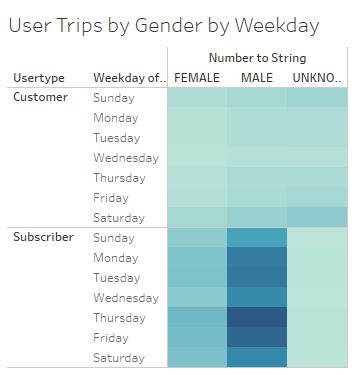 User Trips by Gender by Weekday
Number to String
Usertype Weekday of.. FEMALE MALE UNKNO..
Customer Sunday
Monday
Tuesday
Wednesday
Thursday
Friday
Saturday
Subscriber Sunday
Monday
Tuesday
Wednesday
Thursday
Friday
Saturday